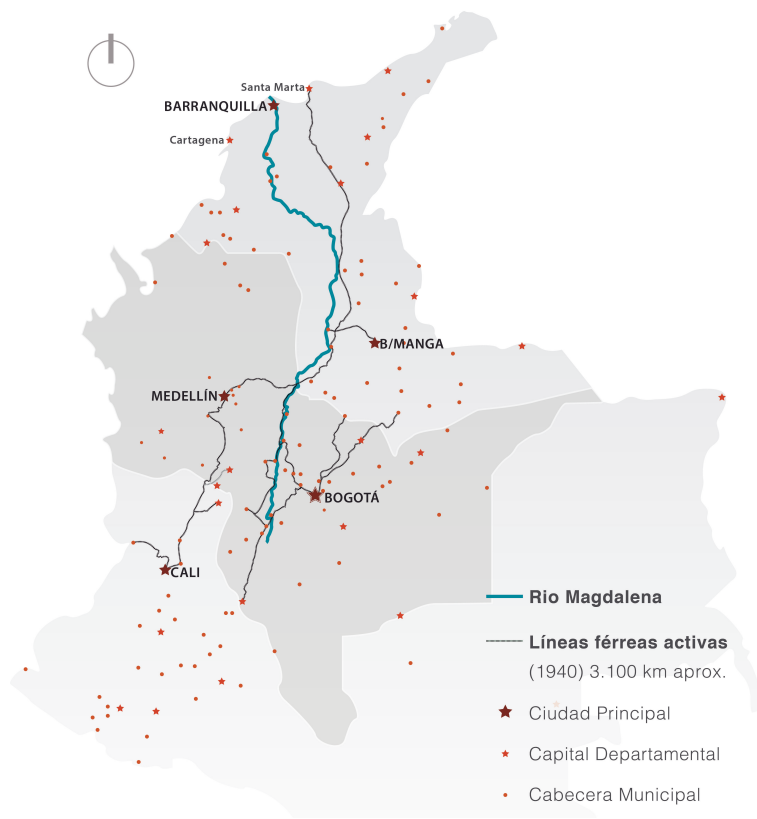 Santa Marta
BARRANQUILLA
Cartagena
B/MANGA
MEDELLÍN
BOGOTÁ
CALI
Rio Magdalena
Líneas férreas activas
(1940) 3.100 km aprox.
Ciudad Principal
Capital Departamental
Cabecera Municipal